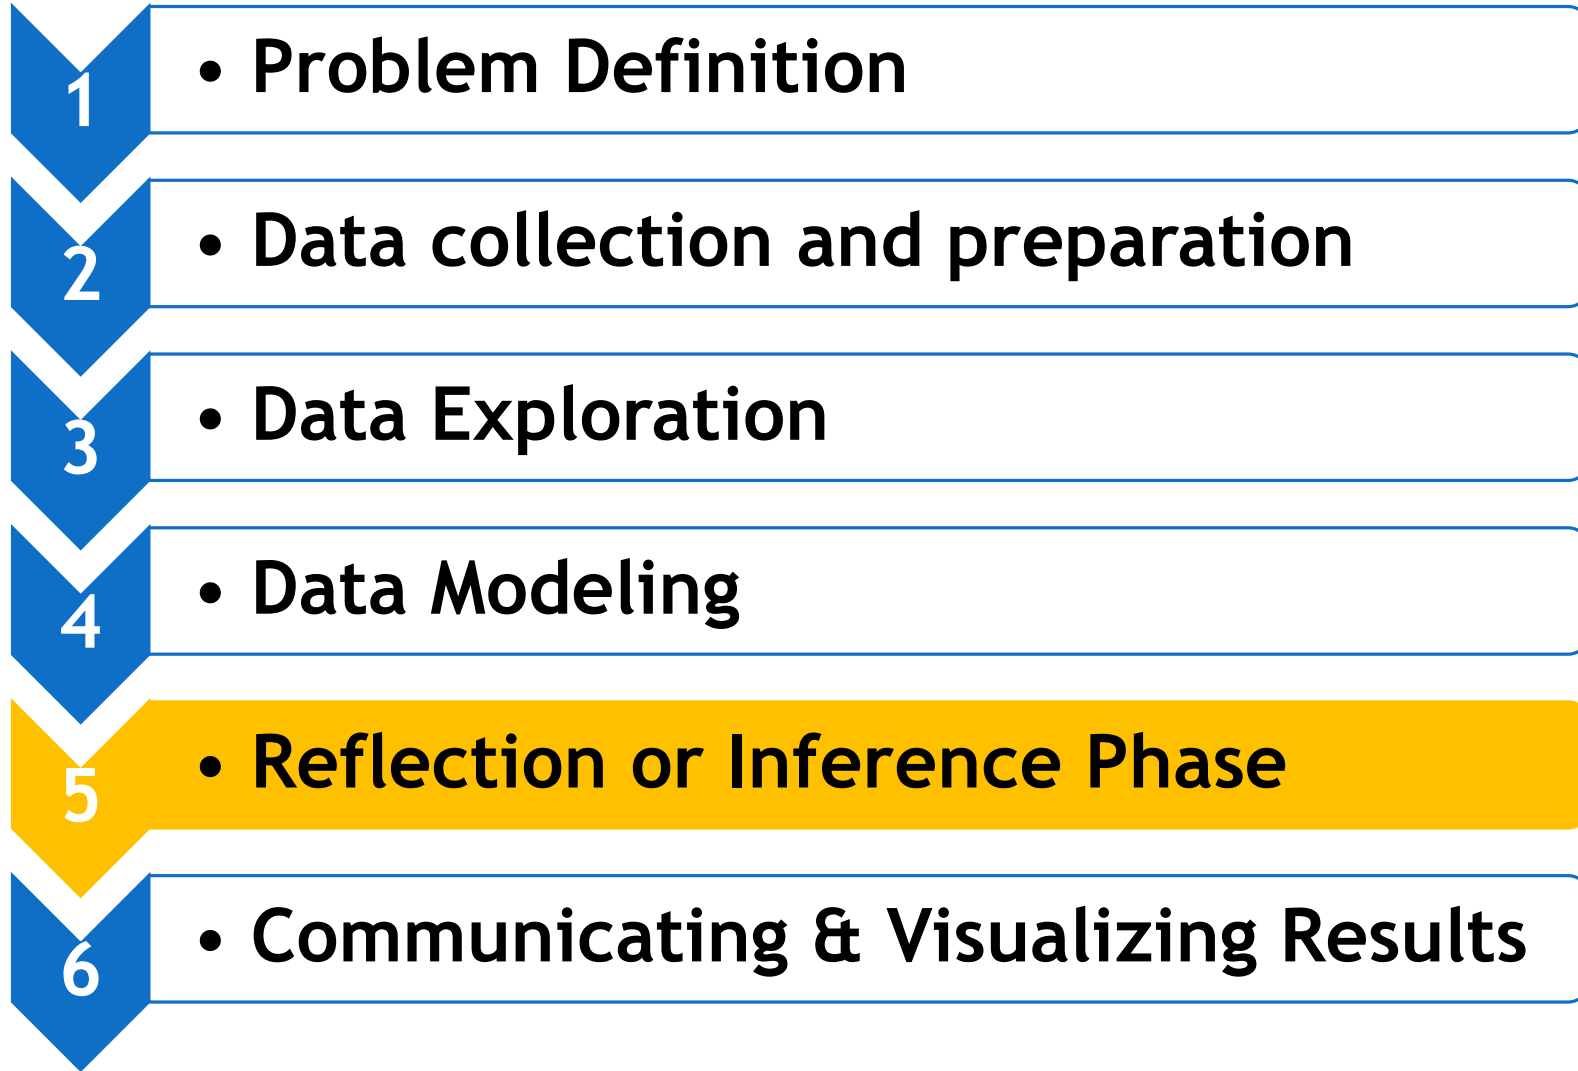 1 • Problem Definition
2 • Data collection and preparation
3 • Data Exploration
4 • Data Modeling
5 • Reflection or Inference Phase
6 • Communicating & Visualizing Results